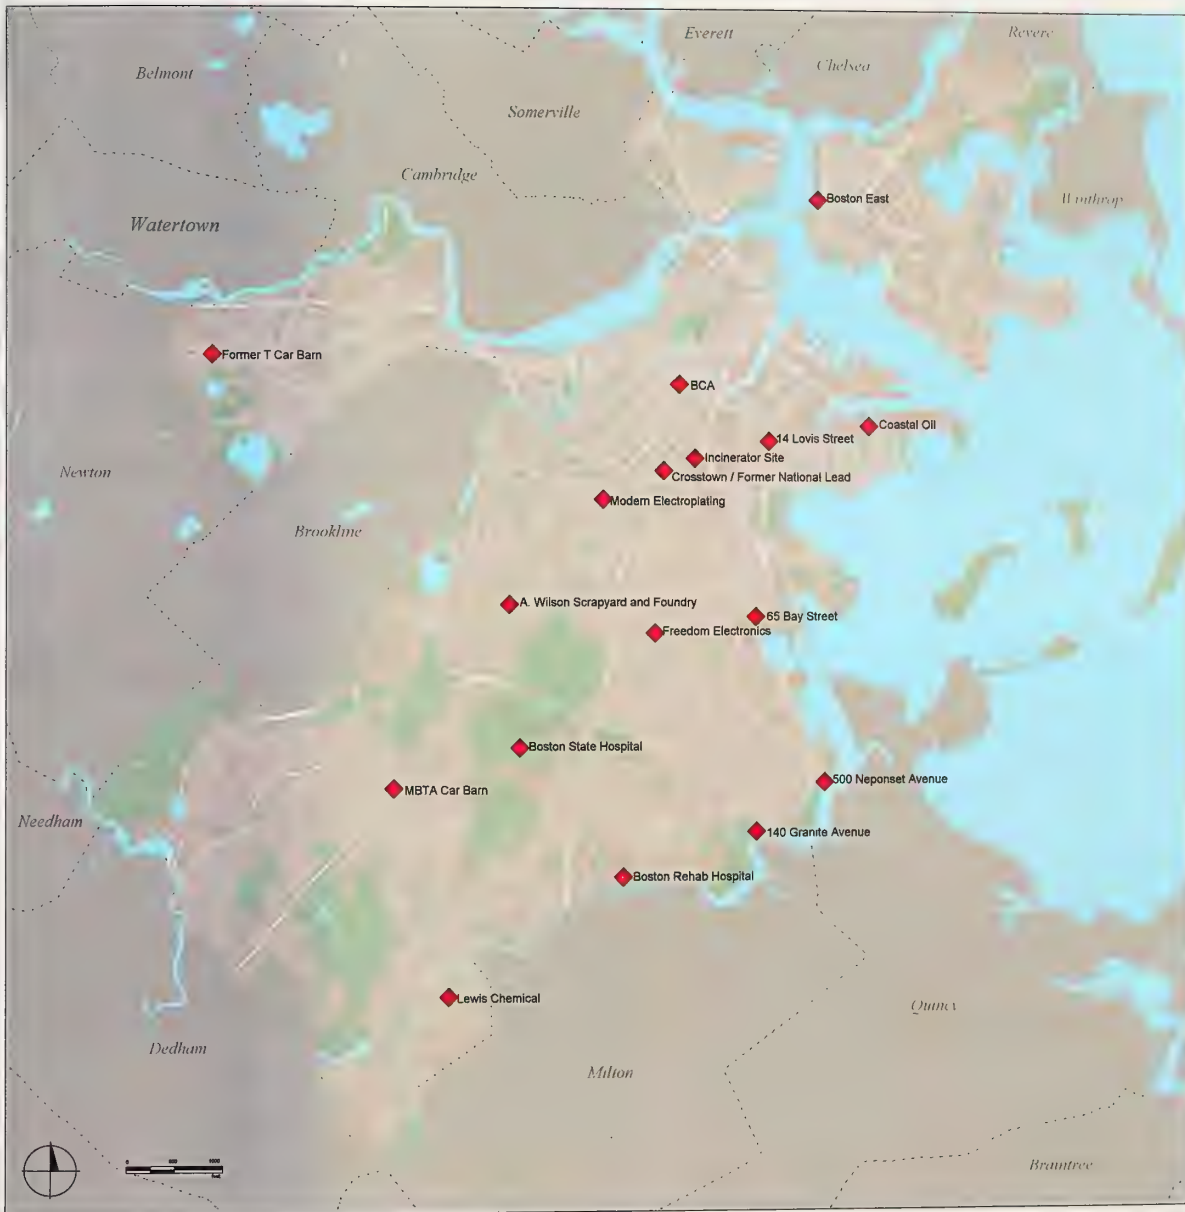 Everett
Revere
Belmont
Chelsea
Somerville
Cambridge
Boston East
Winthrop
Watertown
Former T Car Barn
BCA
Coastal Oil
14 Lovis Street
Incinerator Site
Newton
Crosstown / Former National Lead
Modern Electroplating
Brookline
A. Wilson Scrapyard and Foundry
65 Bay Street
Freedom Electronics
Boston State Hospital
500 Neponset Avenue
MBTA Car Barn
Needham
140 Granite Avenue
Boston Rehab Hospital
Lewis Chemical
Quincy
Dedham
Milton
Braintree